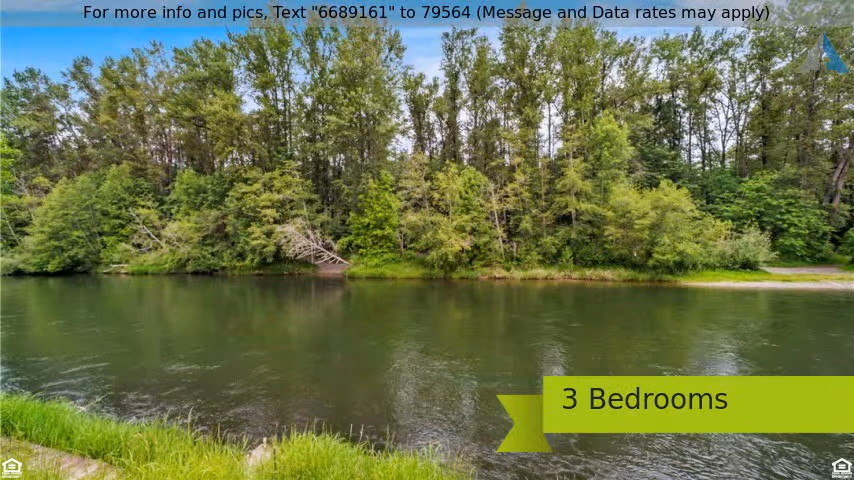 For more info and pics, Text "6689161" to 79564 (Message and Data rates may apply)
3 Bedrooms